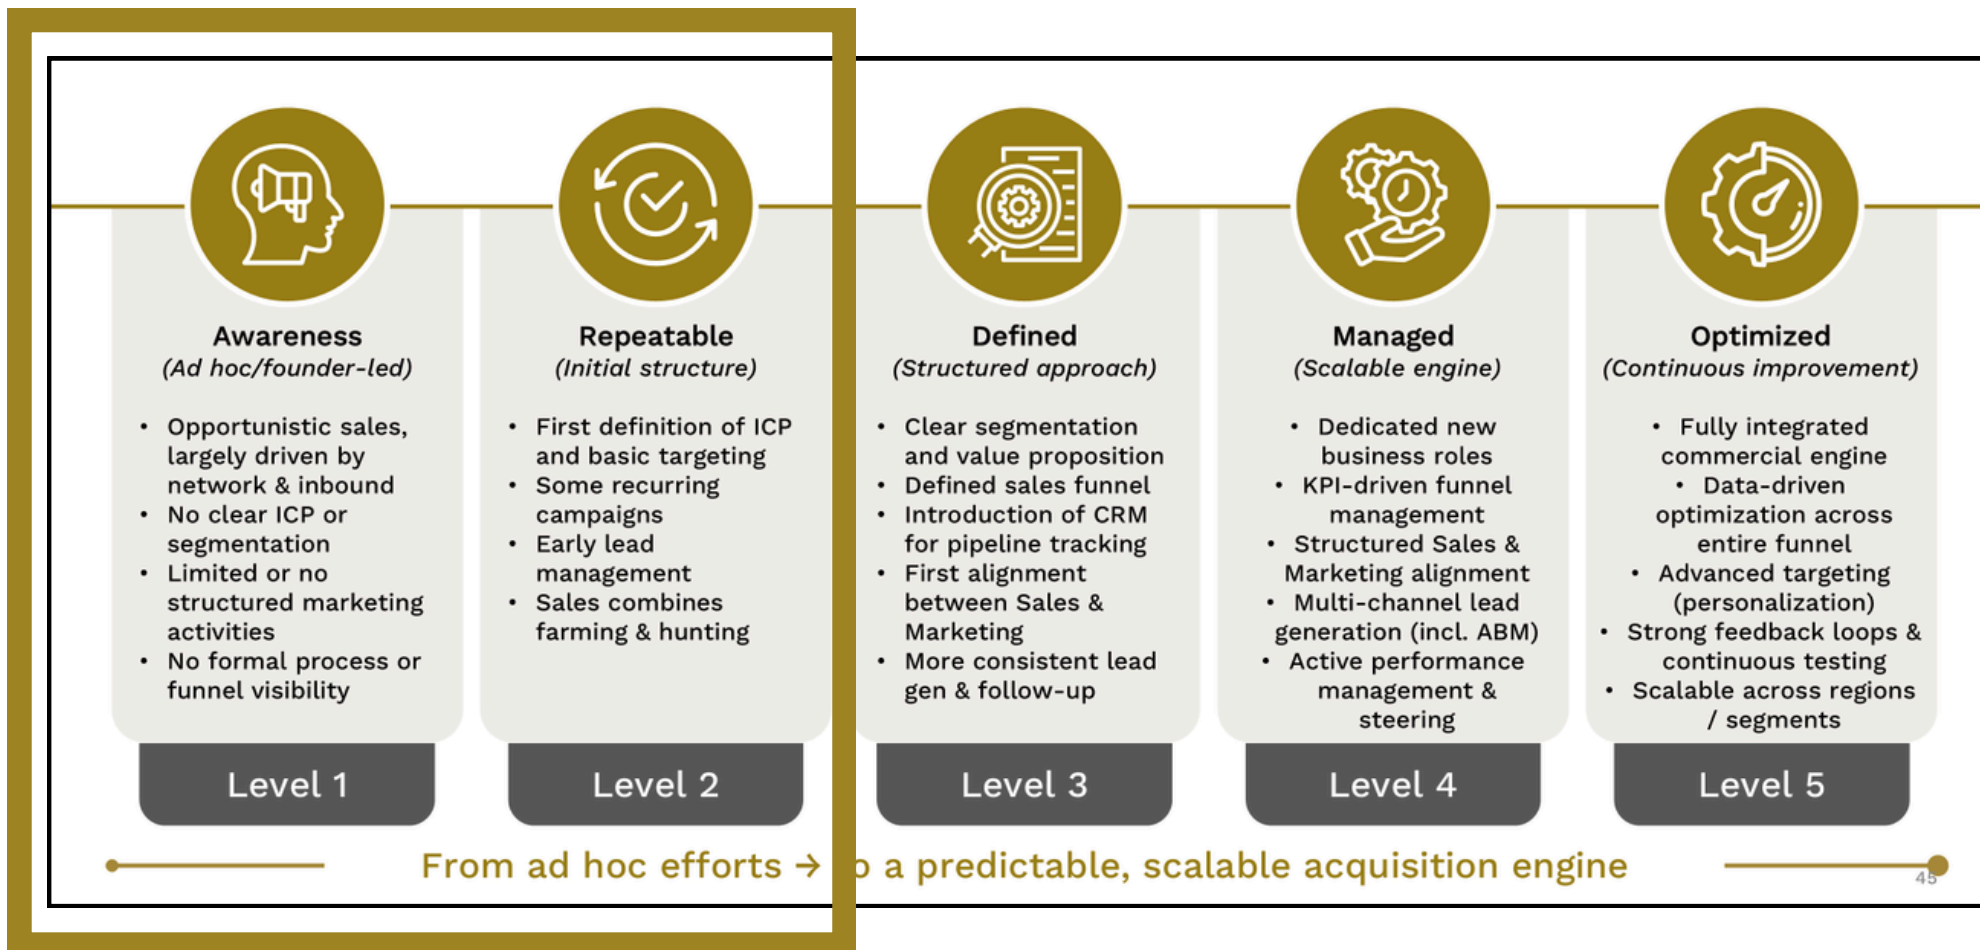 Awareness
(Ad hoc/founder-led)
• Opportunistic sales,
largely driven by
network & inbound
• No clear ICP or
segmentation
• Limited or no
structured marketing
activities
• No formal process or
funnel visibility
Level 1
Repeatable
(Initial structure)
• First definition of ICP
and basic targeting
• Some recurring
campaigns
• Early lead
management
• Sales combines
farming & hunting
Level 2
Defined
(Structured approach)
• Clear segmentation
and value proposition
• Defined sales funnel
• Introduction of CRM
for pipeline tracking
• First alignment
between Sales &
Marketing
• More consistent lead
gen & follow-up
Level 3
Managed
(Scalable engine)
• Dedicated new
business roles
• KPI-driven funnel
management
• Structured Sales &
Marketing alignment
• Multi-channel lead
generation (incl. ABM)
• Active performance
management &
steering
Level 4
Optimized
(Continuous improvement)
• Fully integrated
commercial engine
• Data-driven
optimization across
entire funnel
• Advanced targeting
(personalization)
• Strong feedback loops &
continuous testing
• Scalable across regions
/ segments
Level 5
From ad hoc efforts → o a predictable, scalable acquisition engine
45